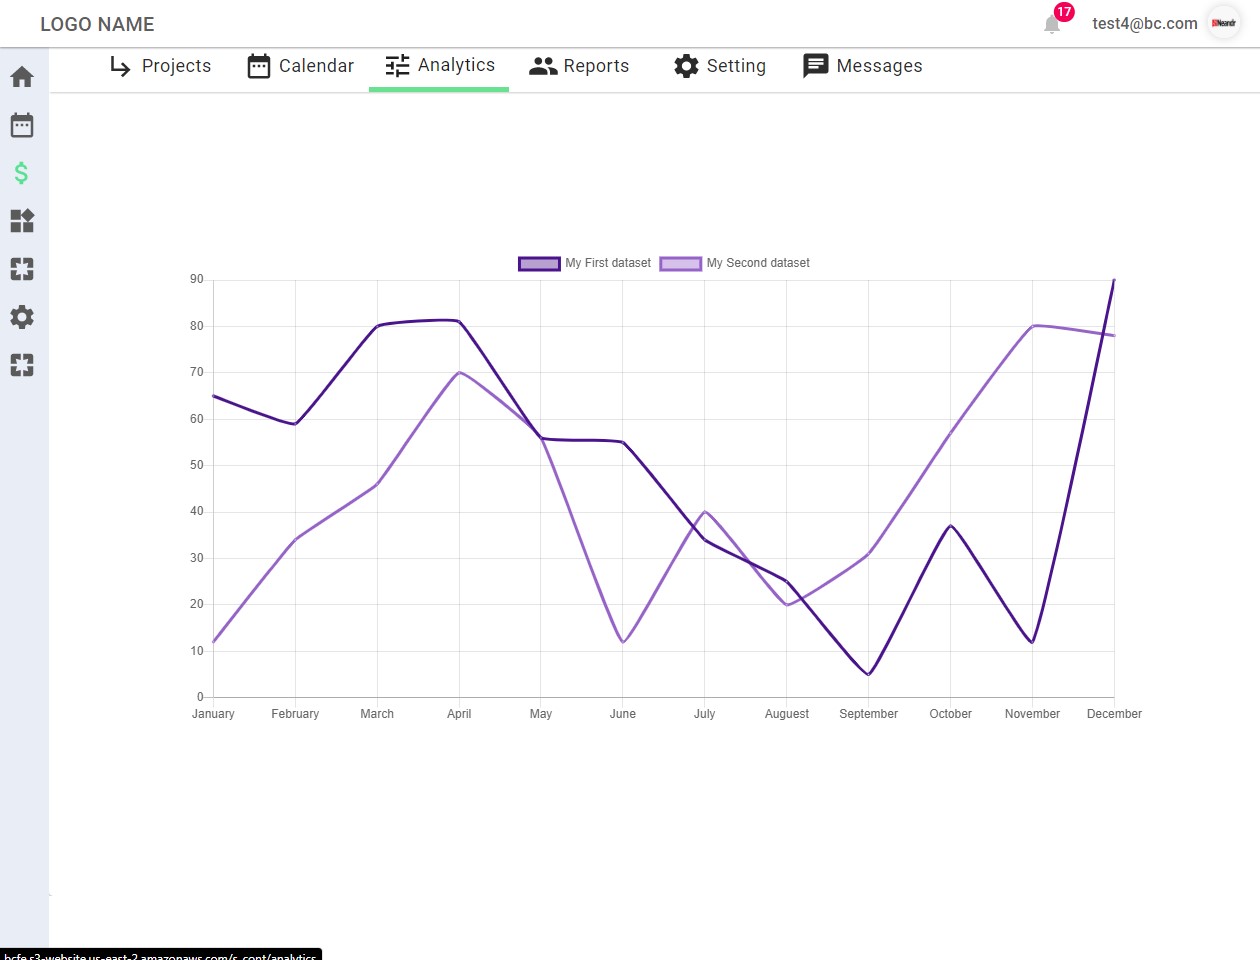 LOGO NAME
17
test4@bc.com
Neandr
Projects
Calendar
Analytics
Reports
Setting
Messages
My First dataset
My Second dataset
90
80
70
60
50
40
30
20
10
0
January
February
March
April
May
June
July
Auguest
September
October
November
December
bcfe.s3-website.us-east-2.amazonaws.com/s_cont/analytics